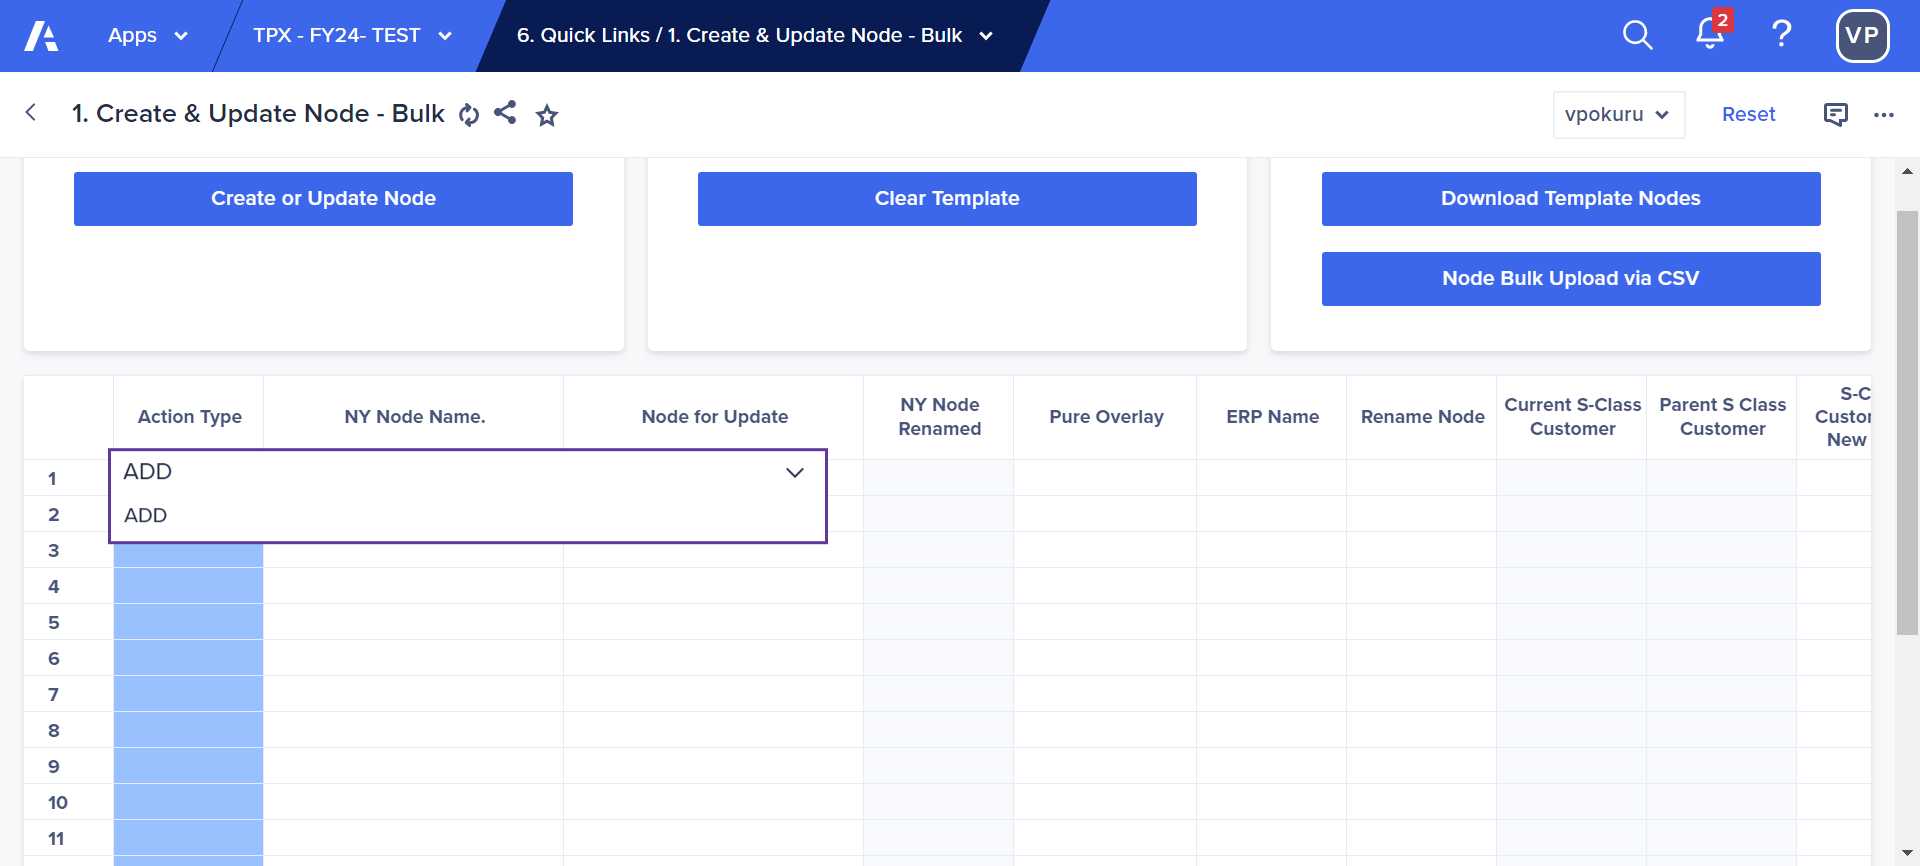 Apps
TPX - FY24- TEST
6. Quick Links / 1. Create & Update Node - Bulk
2
?
VP
1. Create & Update Node - Bulk
vpokuru
Reset
Create or Update Node
Clear Template
Download Template Nodes
Node Bulk Upload via CSV
Action Type
NY Node Name.
Node for Update
NY Node
Renamed
Pure Overlay
ERP Name
Rename Node
Current S-Class
Customer
Parent S Class
Customer
S-C
Custor
New
1
ADD
2
ADD
3
4
5
6
7
8
9
10
11